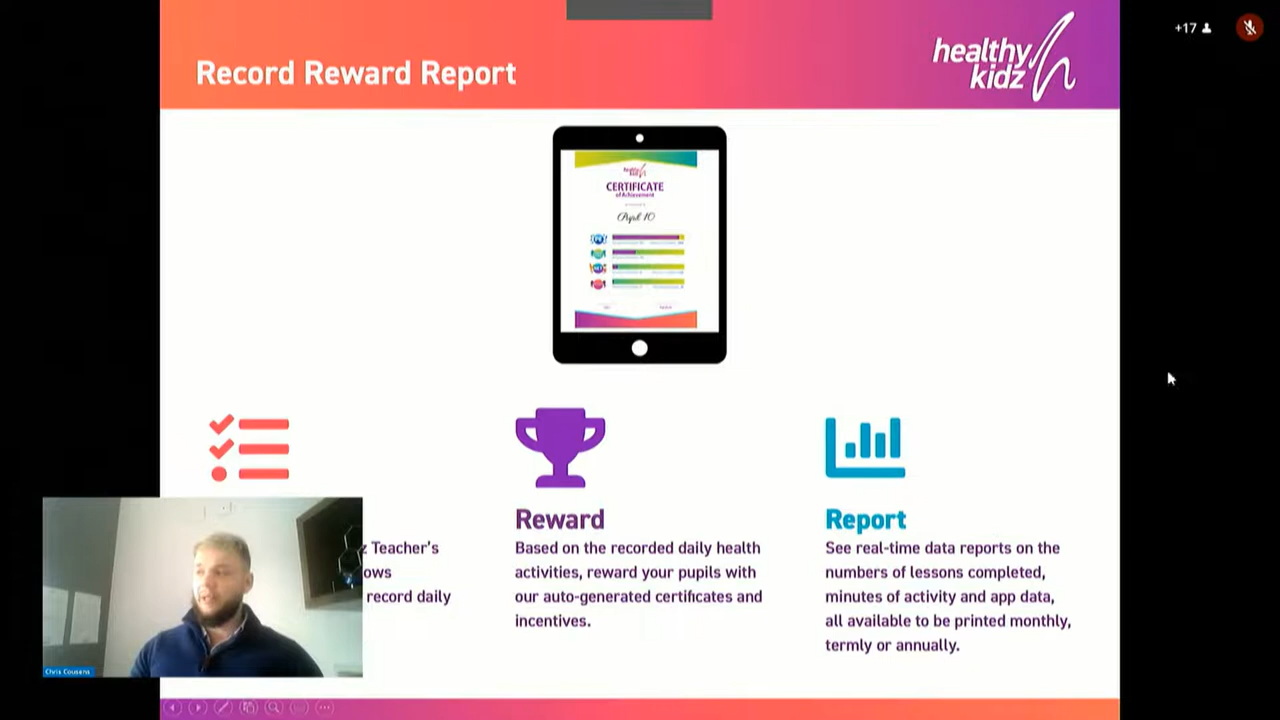 +17
Record Reward Report
healthy
kidz
healthy
CERTIFICATE
of Achievement
Pupil 10
z Teacher's
ows
record daily
Reward
Based on the recorded daily health
activities, reward your pupils with
our auto-generated certificates and
incentives.
Report
See real-time data reports on the
numbers of lessons completed,
minutes of activity and app data,
all available to be printed monthly,
termly or annually.
Chris Cousens